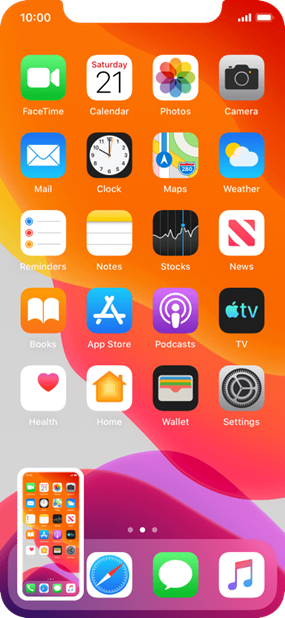 10:00
Saturday
21
FaceTime
Calendar
Photos
Camera
280
Mail
Clock
Maps
Weather
Reminders
Notes
Stocks
News
tv
Books
App Store
Podcasts
TV
Health
Home
Wallet
Settings